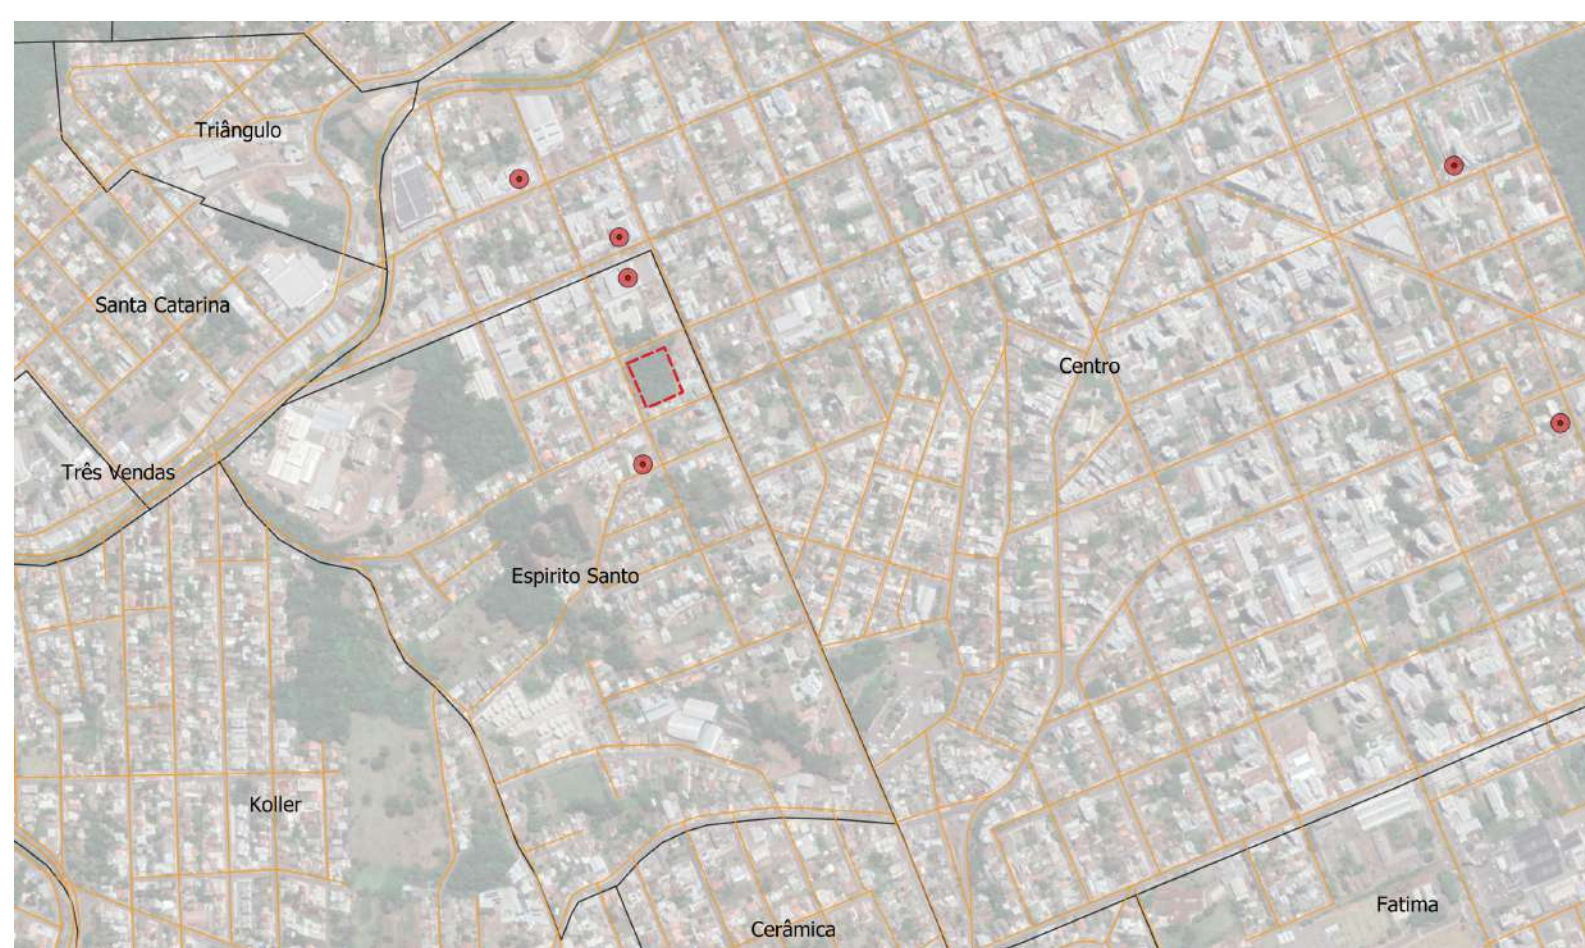 Triângulo
Santa Catarina
Centro
Três Vendas
Espirito Santo
Koller
Fatima
Cerâmica